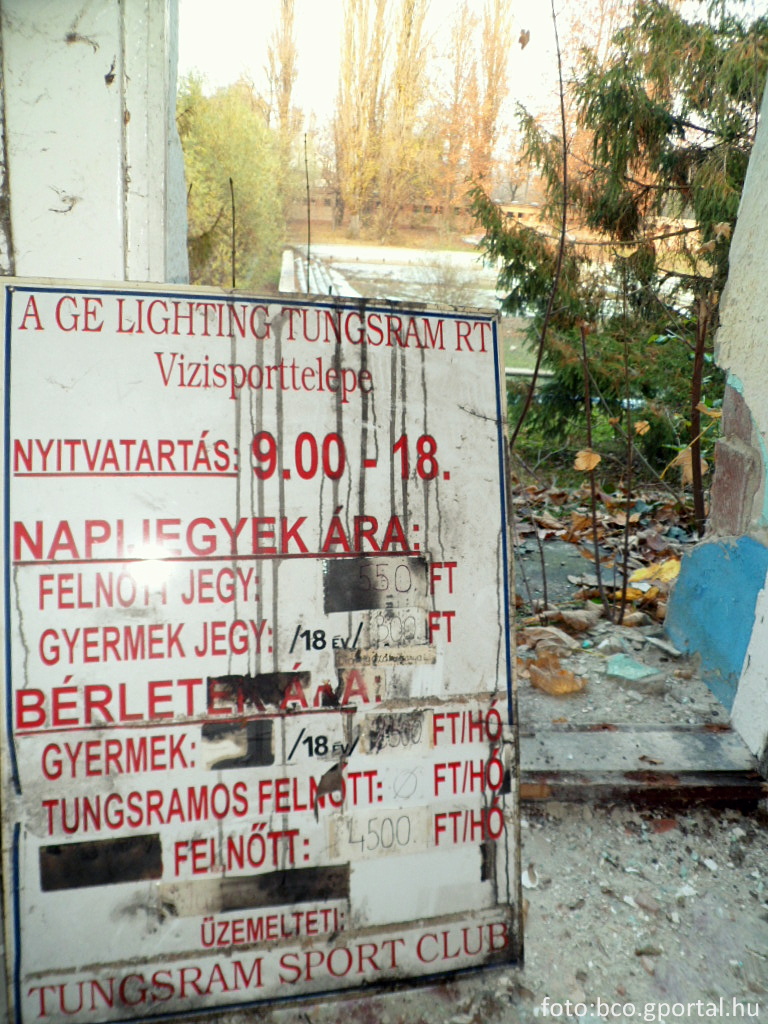 A GE LIGHTING TUNGSRAM RT
Vizisporttelepe
NYITVATARTÁS: 9.00 - 18.
NAPIJEGYEK ÁRA:
FELNŐTT JEGY: 550. FT
GYERMEK JEGY: /18 ÉV/ 300 FT
BÉRLETEK ÁRA:
GYERMEK: /18 ÉV/ FT/HÓ
TUNGSRAMOS FELNŐTT: Ø. FT/HÓ
FELNŐTT: 4500. FT/HÓ
ÜZEMELTETI:
TUNGSRAM SPORT CLUB
foto:bco.gportal.hu